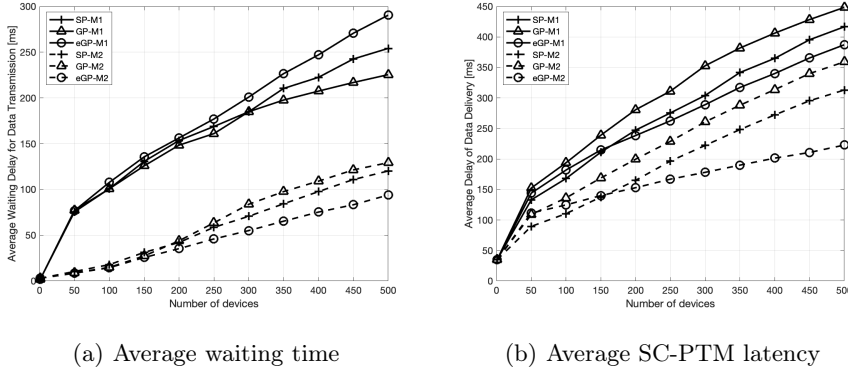 Average Waiting Delay for Data Transmission [ms]
300
250
200
150
100
50
0
SP-M1
GP-M1
eGP-M1
SP-M2
GP-M2
eGP-M2
0 50 100 150 200 250 300 350 400 450 500
Number of devices
(a) Average waiting time
Average Delay of Data Delivery [ms]
450
400
350
300
250
200
150
100
50
0
SP-M1
GP-M1
eGP-M1
SP-M2
GP-M2
eGP-M2
0 50 100 150 200 250 300 350 400 450 500
Number of devices
(b) Average SC-PTM latency